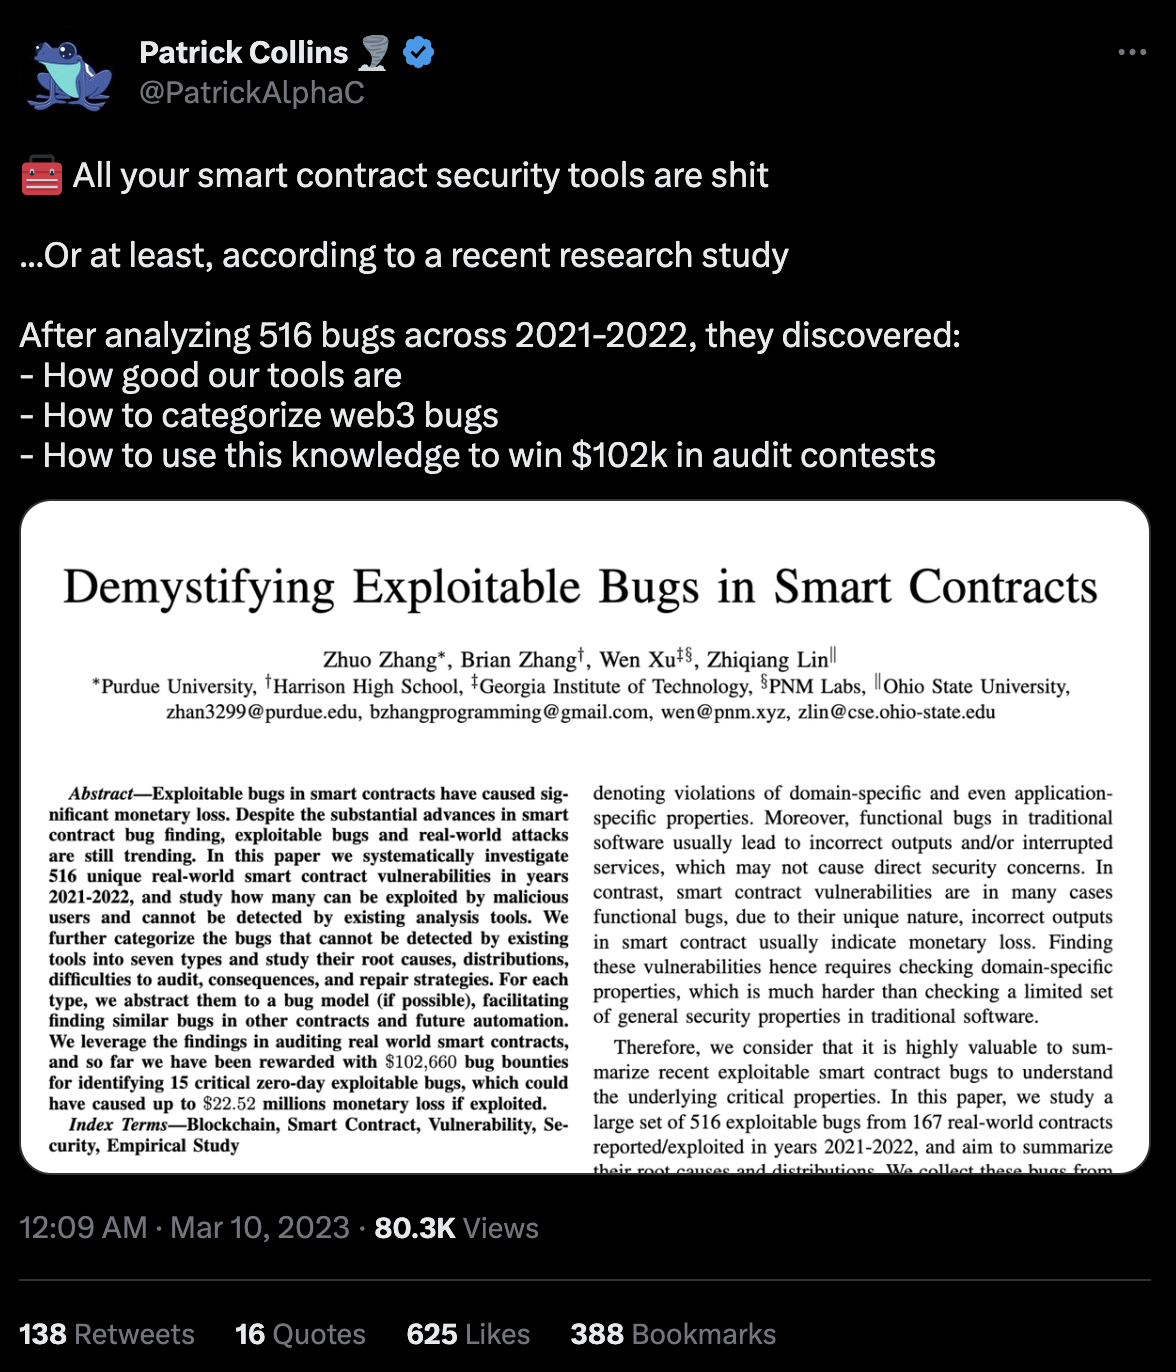 Patrick Collins
@PatrickAlphaC
All your smart contract security tools are shit
...Or at least, according to a recent research study
After analyzing 516 bugs across 2021-2022, they discovered:
- How good our tools are
- How to categorize web3 bugs
- How to use this knowledge to win $102k in audit contests
Demystifying Exploitable Bugs in Smart Contracts
Zhuo Zhang*, Brian Zhang†, Wen Xu‡§, Zhiqiang Lin‖
*Purdue University, †Harrison High School, ‡Georgia Institute of Technology, §PNM Labs, ‖Ohio State University,
zhan3299@purdue.edu, bzhangprogramming@gmail.com, wen@pnm.xyz, zlin@cse.ohio-state.edu
Abstract—Exploitable bugs in smart contracts have caused sig-
nificant monetary loss. Despite the substantial advances in smart
contract bug finding, exploitable bugs and real-world attacks
are still trending. In this paper we systematically investigate
516 unique real-world smart contract vulnerabilities in years
2021-2022, and study how many can be exploited by malicious
users and cannot be detected by existing analysis tools. We
further categorize the bugs that cannot be detected by existing
tools into seven types and study their root causes, distributions,
difficulties to audit, consequences, and repair strategies. For each
type, we abstract them to a bug model (if possible), facilitating
finding similar bugs in other contracts and future automation.
We leverage the findings in auditing real world smart contracts,
and so far we have been rewarded with $102,660 bug bounties
for identifying 15 critical zero-day exploitable bugs, which could
have caused up to $22.52 millions monetary loss if exploited.
Index Terms—Blockchain, Smart Contract, Vulnerability, Se-
curity, Empirical Study
denoting violations of domain-specific and even application-
specific properties. Moreover, functional bugs in traditional
software usually lead to incorrect outputs and/or interrupted
services, which may not cause direct security concerns. In
contrast, smart contract vulnerabilities are in many cases
functional bugs, due to their unique nature, incorrect outputs
in smart contract usually indicate monetary loss. Finding
these vulnerabilities hence requires checking domain-specific
properties, which is much harder than checking a limited set
of general security properties in traditional software.
Therefore, we consider that it is highly valuable to sum-
marize recent exploitable smart contract bugs to understand
the underlying critical properties. In this paper, we study a
large set of 516 exploitable bugs from 167 real-world contracts
reported/exploited in years 2021-2022, and aim to summarize
their root causes and distributions. We collect these bugs from
12:09 AM · Mar 10, 2023 · 80.3K Views
138 Retweets 16 Quotes 625 Likes 388 Bookmarks